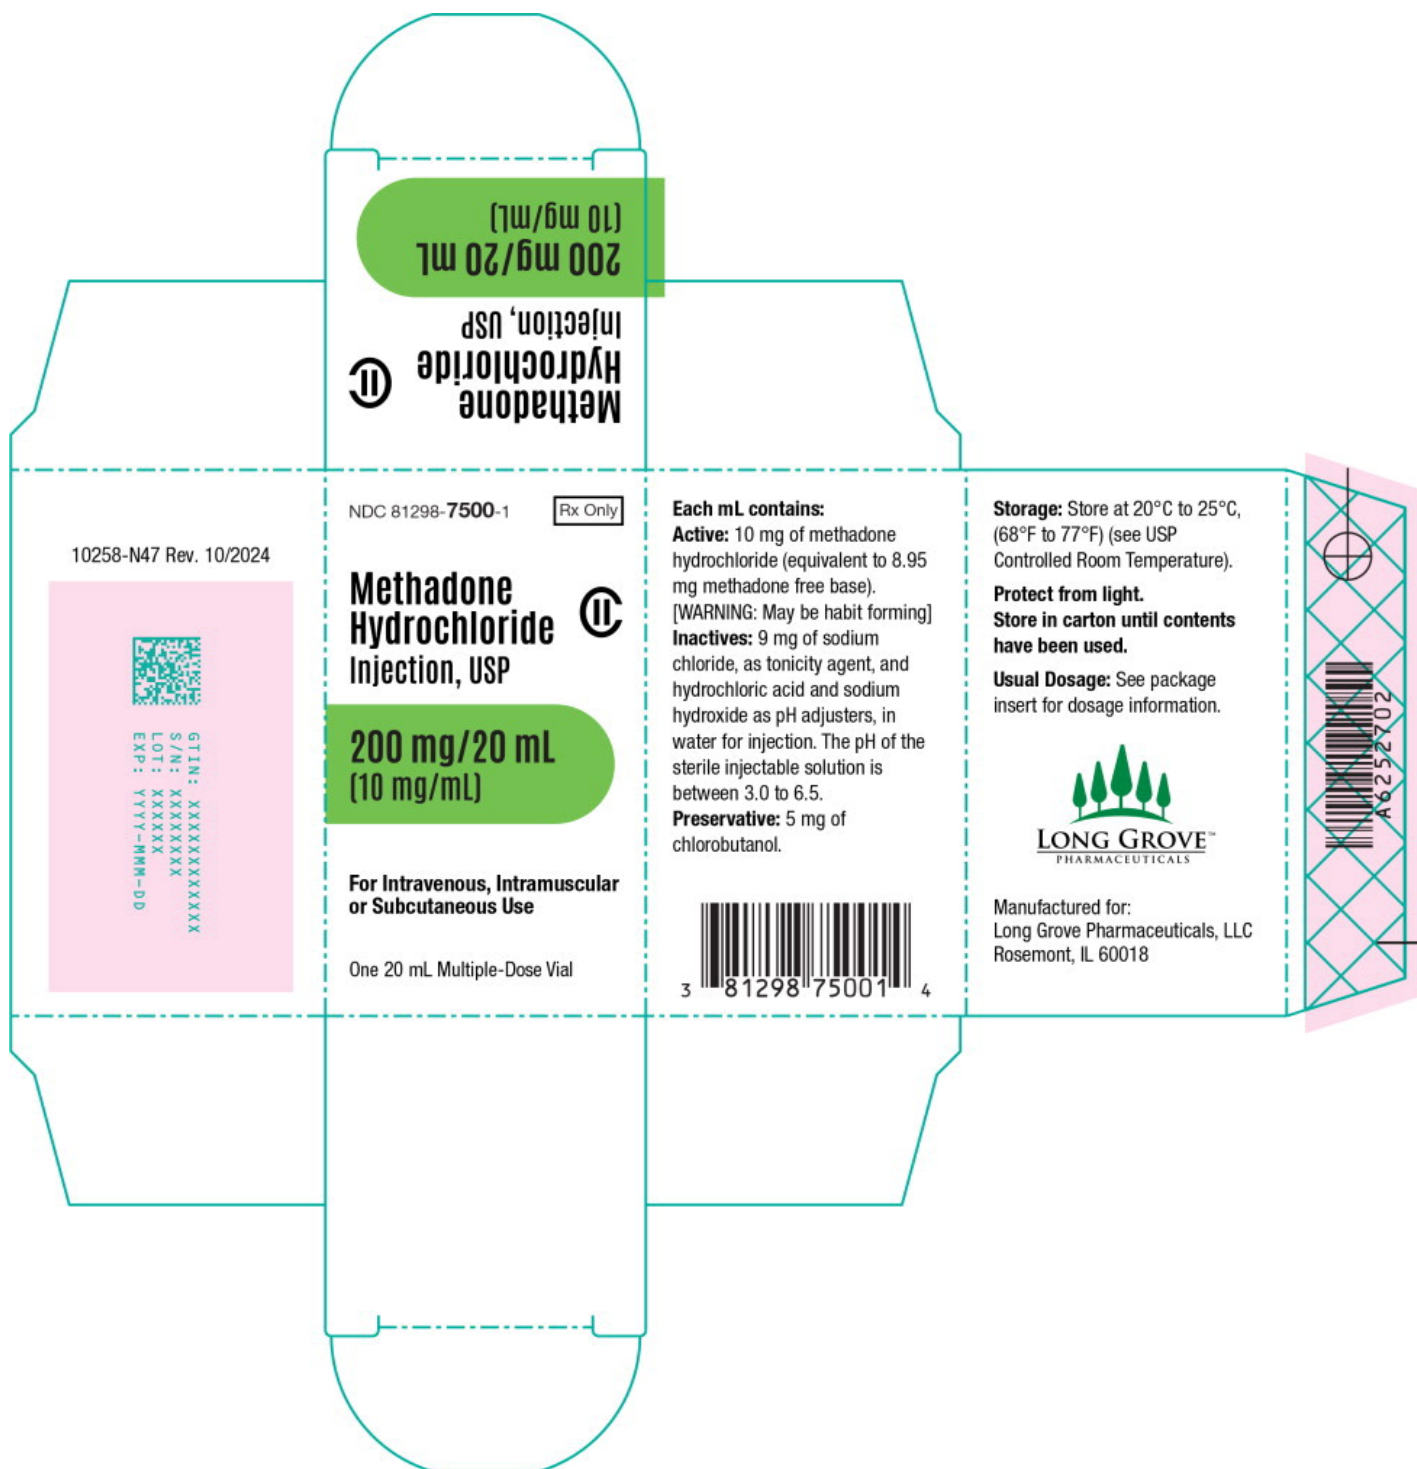 200 mg/20 mL
(10 mg/mL)
Methadone
Hydrochloride
Injection, USP
CII
10258-N47 Rev. 10/2024
GTIN: XXXXXXXXXXXXXX
S/N: XXXXXXXX
LOT: XXXXXX
EXP: YYYY-MMM-DD
NDC 81298-7500-1
Rx Only
Methadone
Hydrochloride
Injection, USP
CII
200 mg/20 mL
(10 mg/mL)
For Intravenous, Intramuscular
or Subcutaneous Use
One 20 mL Multiple-Dose Vial
Each mL contains:
Active: 10 mg of methadone
hydrochloride (equivalent to 8.95
mg methadone free base).
[WARNING: May be habit forming]
Inactives: 9 mg of sodium
chloride, as tonicity agent, and
hydrochloric acid and sodium
hydroxide as pH adjusters, in
water for injection. The pH of the
sterile injectable solution is
between 3.0 to 6.5.
Preservative: 5 mg of
chlorobutanol.
3 81298 75001 4
Storage: Store at 20°C to 25°C,
(68°F to 77°F) (see USP
Controlled Room Temperature).
Protect from light.
Store in carton until contents
have been used.
Usual Dosage: See package
insert for dosage information.
LONG GROVE™
PHARMACEUTICALS
Manufactured for:
Long Grove Pharmaceuticals, LLC
Rosemont, IL 60018
A6252702